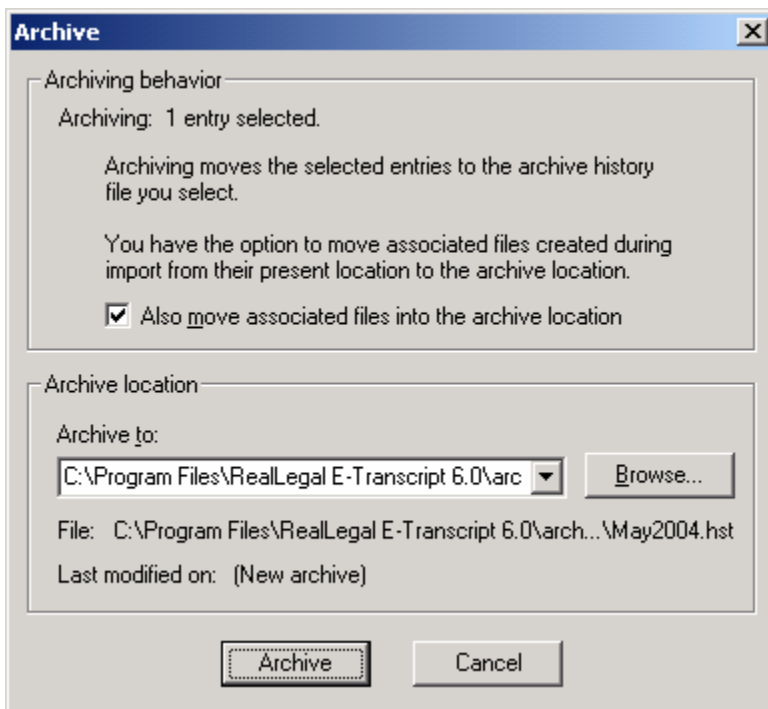 Archive
Archiving behavior
Archiving: 1 entry selected.
Archiving moves the selected entries to the archive history
file you select.
You have the option to move associated files created during
import from their present location to the archive location.
Also move associated files into the archive location
Archive location
Archive to:
C:\Program Files\RealLegal E-Transcript 6.0\arc
Browse...
File: C:\Program Files\RealLegal E-Transcript 6.0\arch...\May2004.hst
Last modified on: (New archive)
Archive
Cancel